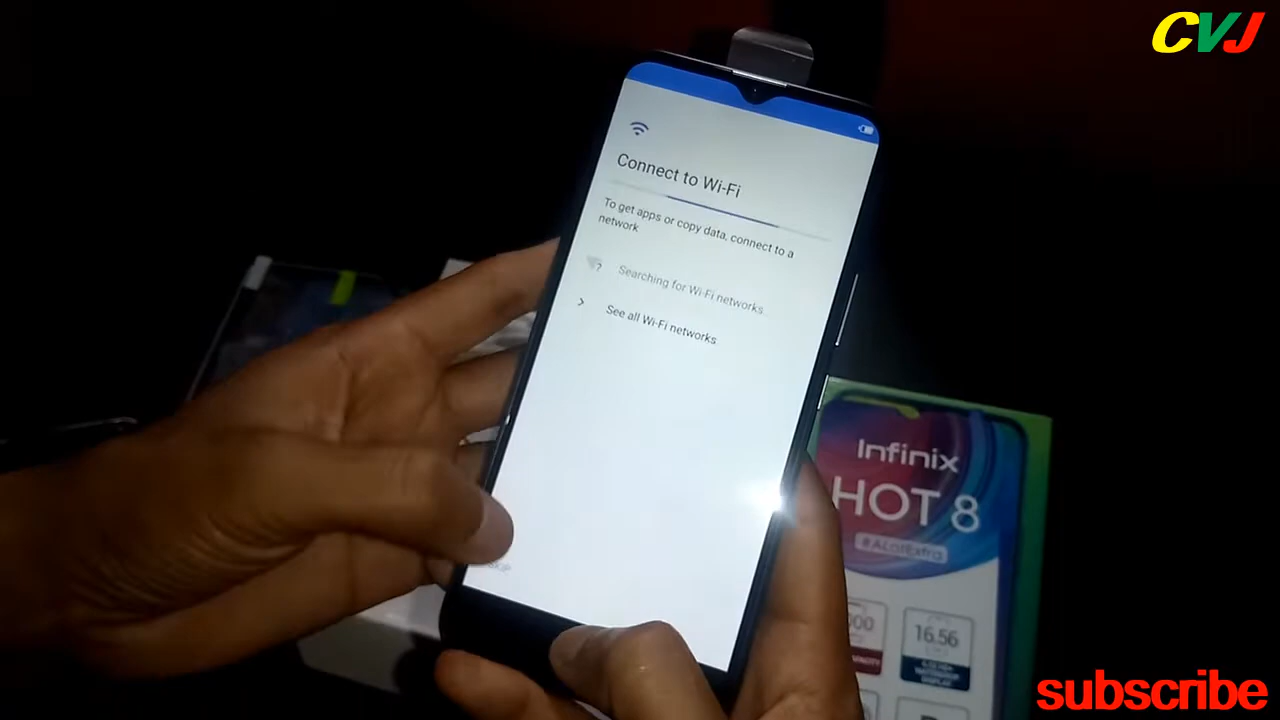 CVJ
Connect to Wi-Fi
To get apps or copy data, connect to a
network
Searching for Wi-Fi networks...
See all Wi-Fi networks
Infinix
HOT 8
#ALotExtra
16.56
subscribe